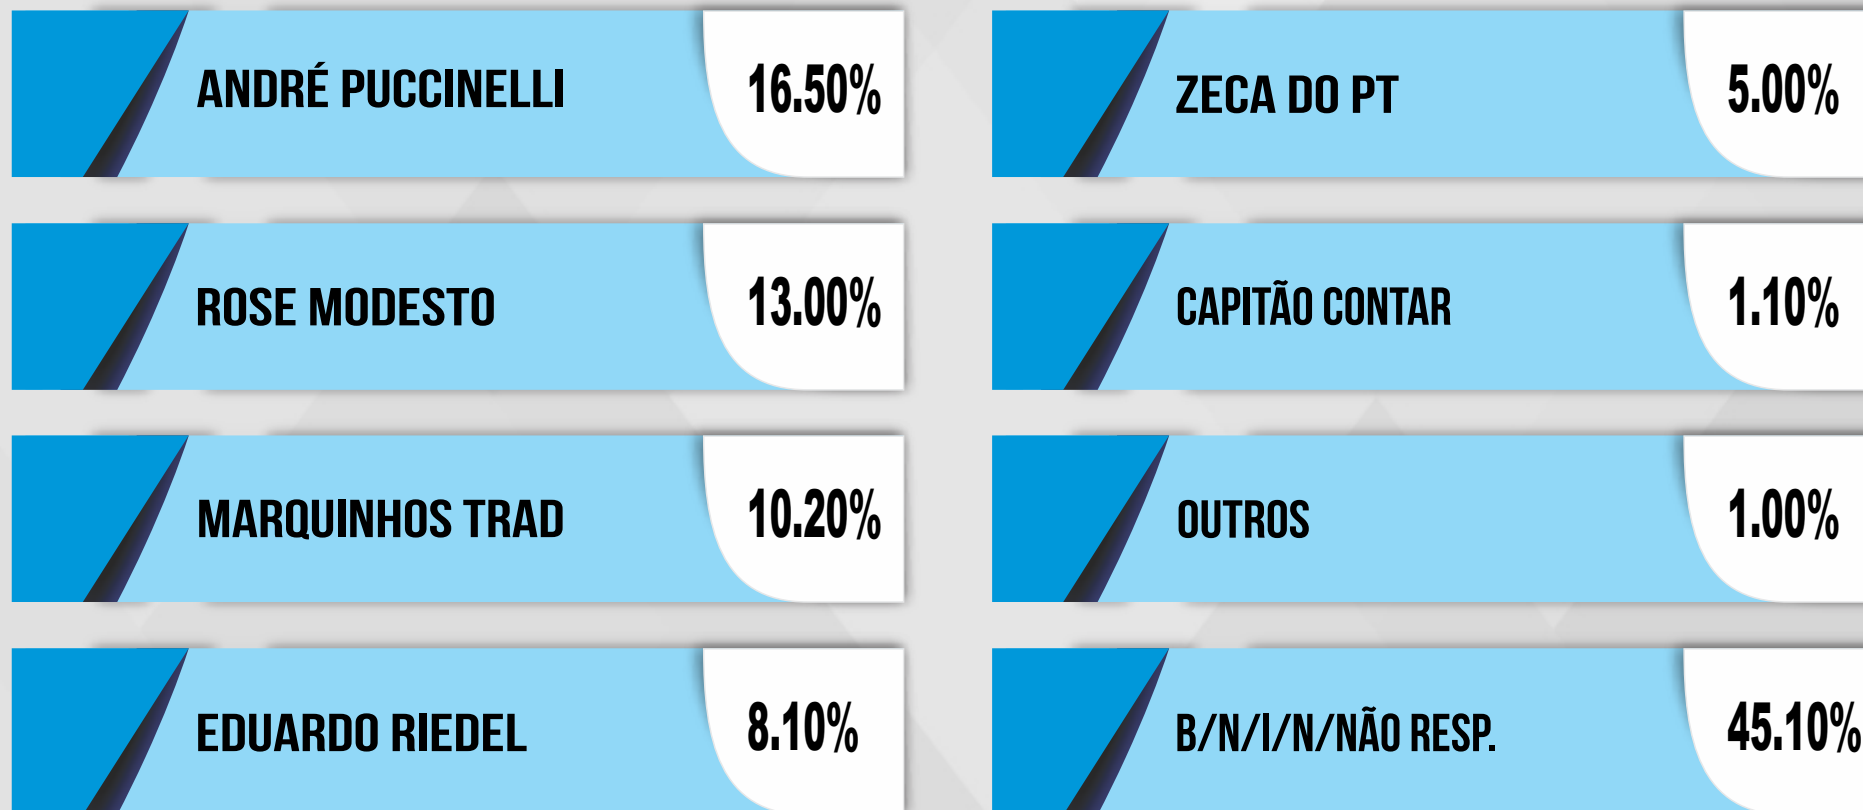 ANDRÉ PUCCINELLI 16.50%
ROSE MODESTO 13.00%
MARQUINHOS TRAD 10.20%
EDUARDO RIEDEL 8.10%
ZECA DO PT 5.00%
CAPITÃO CONTAR 1.10%
OUTROS 1.00%
B/N/I/N/NÃO RESP. 45.10%